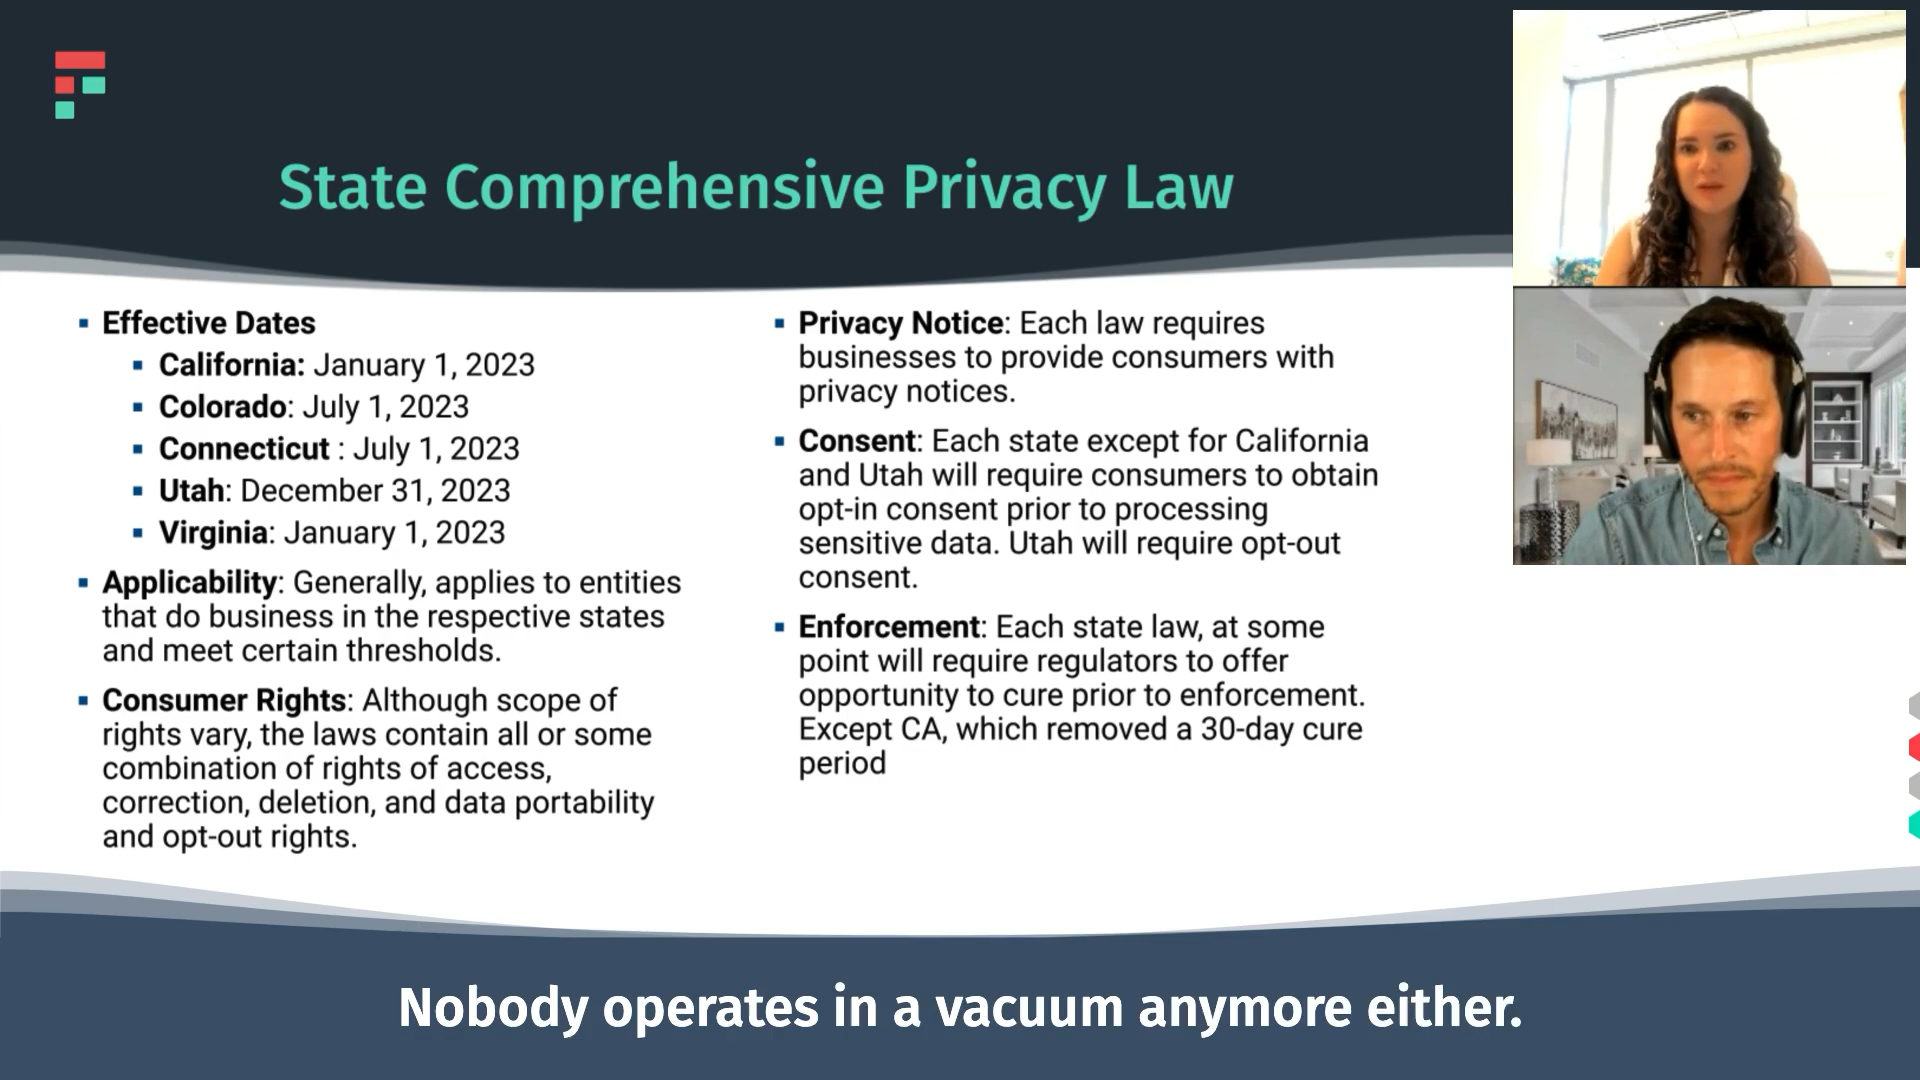 State Comprehensive Privacy Law
Effective Dates
California: January 1, 2023
Colorado: July 1, 2023
Connecticut : July 1, 2023
Utah: December 31, 2023
Virginia: January 1, 2023
Applicability: Generally, applies to entities
that do business in the respective states
and meet certain thresholds.
Consumer Rights: Although scope of
rights vary, the laws contain all or some
combination of rights of access,
correction, deletion, and data portability
and opt-out rights.
Privacy Notice: Each law requires
businesses to provide consumers with
privacy notices.
Consent: Each state except for California
and Utah will require consumers to obtain
opt-in consent prior to processing
sensitive data. Utah will require opt-out
consent.
Enforcement: Each state law, at some
point will require regulators to offer
opportunity to cure prior to enforcement.
Except CA, which removed a 30-day cure
period
Nobody operates in a vacuum anymore either.